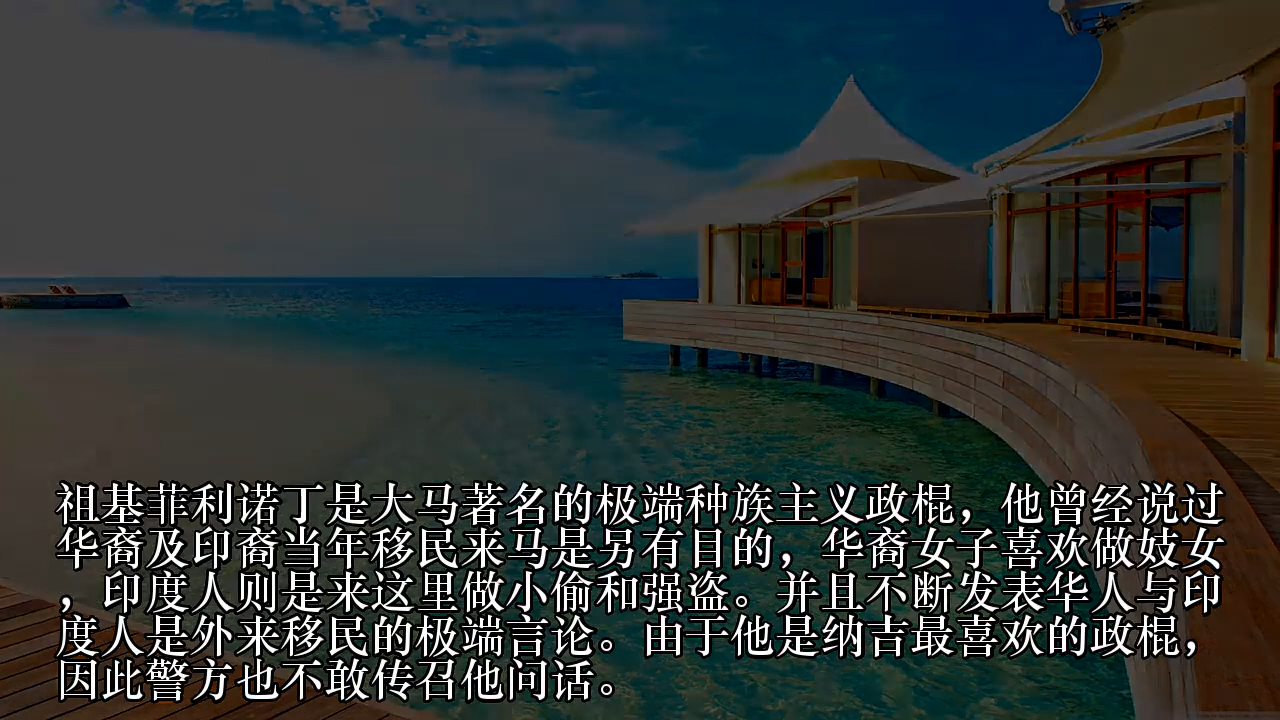 祖基菲利诺丁是大马著名的极端种族主义政棍，他曾经说过
华裔及印裔当年移民来马是另有目的，华裔女子喜欢做妓女
，印度人则是来这里做小偷和强盗。并且不断发表华人与印
度人是外来移民的极端言论。由于他是纳吉最喜欢的政棍，
因此警方也不敢传召他问话。